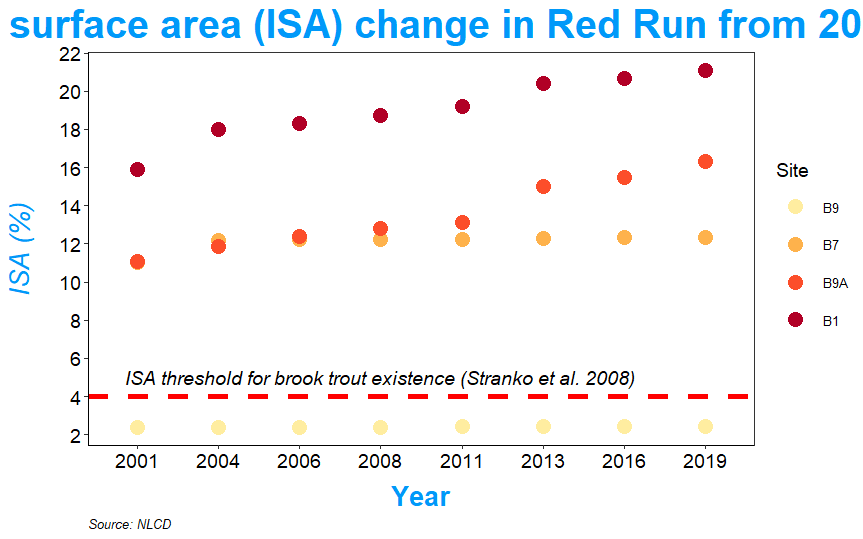 surface area (ISA) change in Red Run from 20
22
20
18
16
14
12
10
8
6
4
2
ISA (%)
ISA threshold for brook trout existence (Stranko et al. 2008)
2001 2004 2006 2008 2011 2013 2016 2019
Year
Source: NLCD
Site
B9
B7
B9A
B1